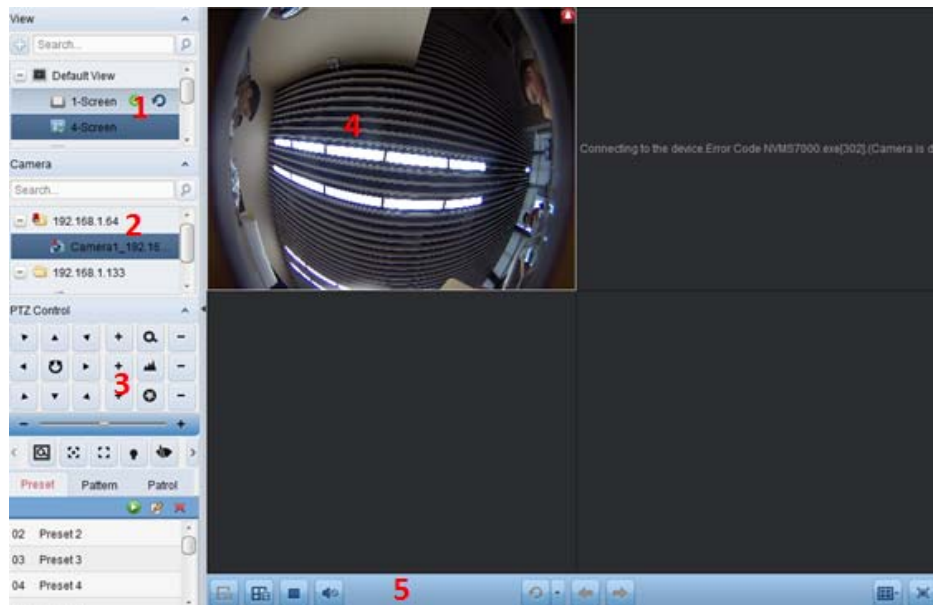 View
Search...
Default View
1-Screen
1
4-Screen
Camera
Search...
192.168.1.64
2
Camera1_192.16...
192.168.1.133
PTZ Control
3
Preset Pattern Patrol
02 Preset 2
03 Preset 3
04 Preset 4
4
Connecting to the device.Error Code NVMS7000.exe[302].(Camera is d
5